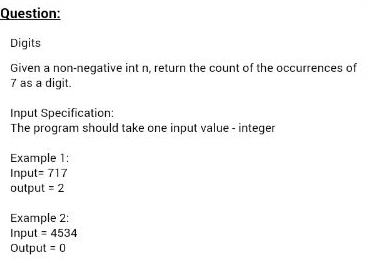 Question:
Digits
Given a non-negative int n, return the count of the occurrences of
7 as a digit.
Input Specification:
The program should take one input value - integer
Example 1:
Input= 717
output = 2
Example 2:
Input = 4534
Output = 0